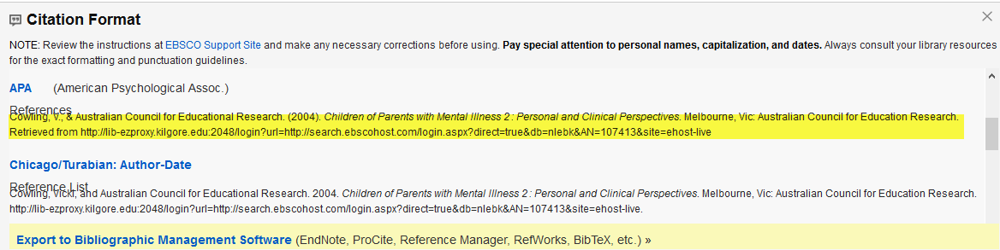 Citation Format
NOTE: Review the instructions at EBSCO Support Site and make any necessary corrections before using. Pay special attention to personal names, capitalization, and dates. Always consult your library resources
for the exact formatting and punctuation guidelines.
APA (American Psychological Assoc.)
References
Cowling, V., & Australian Council for Educational Research. (2004). Children of Parents with Mental Illness 2 : Personal and Clinical Perspectives. Melbourne, Vic: Australian Council for Education Research.
Retrieved from http://lib-ezproxy.kilgore.edu:2048/login?url=http://search.ebscohost.com/login.aspx?direct=true&db=nlebk&AN=107413&site=ehost-live
Chicago/Turabian: Author-Date
Reference List
Cowling, Vicki, and Australian Council for Educational Research. 2004. Children of Parents with Mental Illness 2 : Personal and Clinical Perspectives. Melbourne, Vic: Australian Council for Education Research.
http://lib-ezproxy.kilgore.edu:2048/login?url=http://search.ebscohost.com/login.aspx?direct=true&db=nlebk&AN=107413&site=ehost-live.
Export to Bibliographic Management Software (EndNote, ProCite, Reference Manager, RefWorks, BibTeX, etc.) »